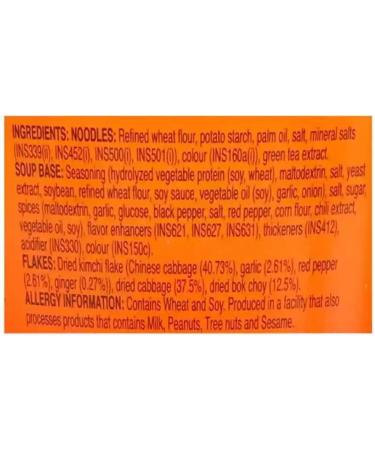 INGREDIENTS: NOODLES: Refined wheat flour, potato starch, palm oil, salt, mineral salts
(INS339(ii), INS452(i), INS500(i), INS501(i)), colour (INS160a(i)), green tea extract.
SOUP BASE: Seasoning (hydrolyzed vegetable protein (soy, wheat), maltodextrin, salt, yeast
extract, soybean, refined wheat flour, soy sauce, vegetable oil (soy), garlic, onion), salt, sugar,
spices (maltodextrin, garlic, glucose, black pepper, salt, red pepper, corn flour, chili extract,
vegetable oil, soy), flavor enhancers (INS621, INS627, INS631), thickeners (INS412),
acidifier (INS330), colour (INS150c).
FLAKES: Dried kimchi flake (Chinese cabbage (40.73%), garlic (2.61%), red pepper
(2.61%), ginger (0.27%)), dried cabbage (37.5%), dried bok choy (12.5%).
ALLERGY INFORMATION: Contains Wheat and Soy. Produced in a facility that also
processes products that contains Milk, Peanuts, Tree nuts and Sesame.